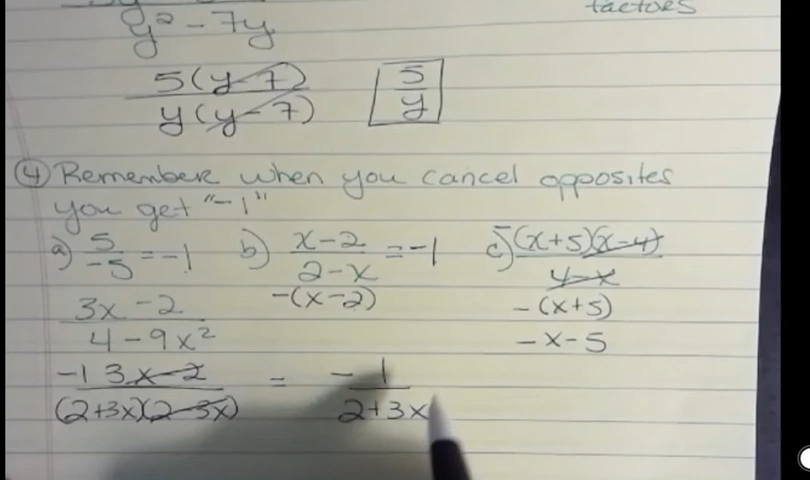 factors
y² - 7y
5(y-7) 5
y(y-7) y
④ Remember when you cancel opposites
you get "-1"
a) 5/-5 = -1 b) x-2/2-x = -1 c) -(x+5)(x-4)/4-x
3x-2 -(x-2) -(x+5)
4-9x² -x-5
-1 3x-2 = -1
(2+3x)(2-3x) 2+3x